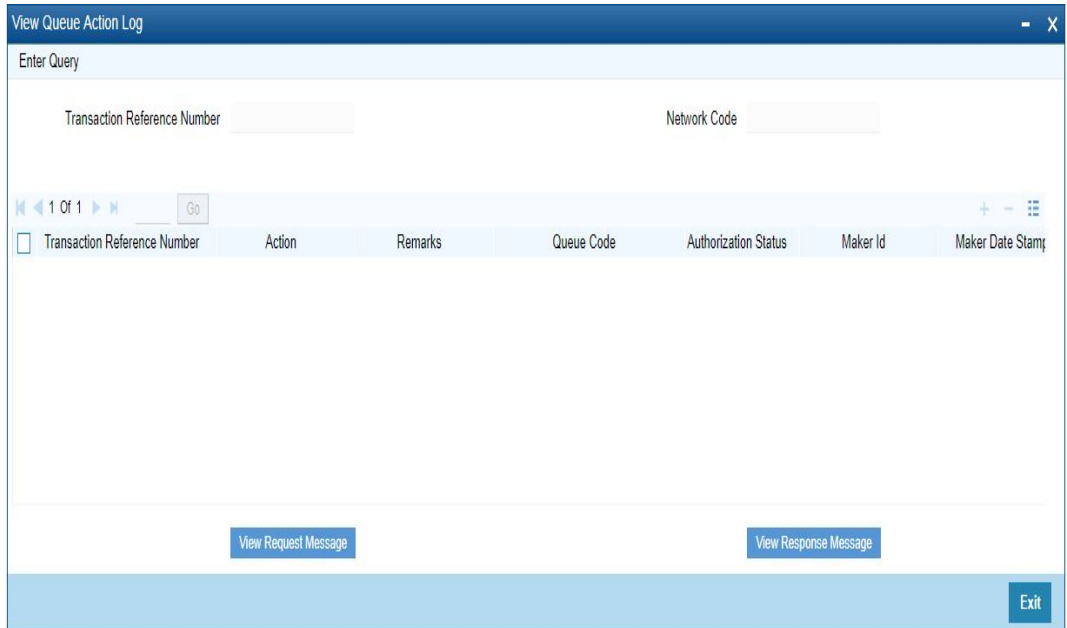 View Queue Action Log
Enter Query
Transaction Reference Number
Network Code
1 Of 1
Go
Transaction Reference Number Action Remarks Queue Code Authorization Status Maker Id Maker Date Stamp
View Request Message
View Response Message
Exit